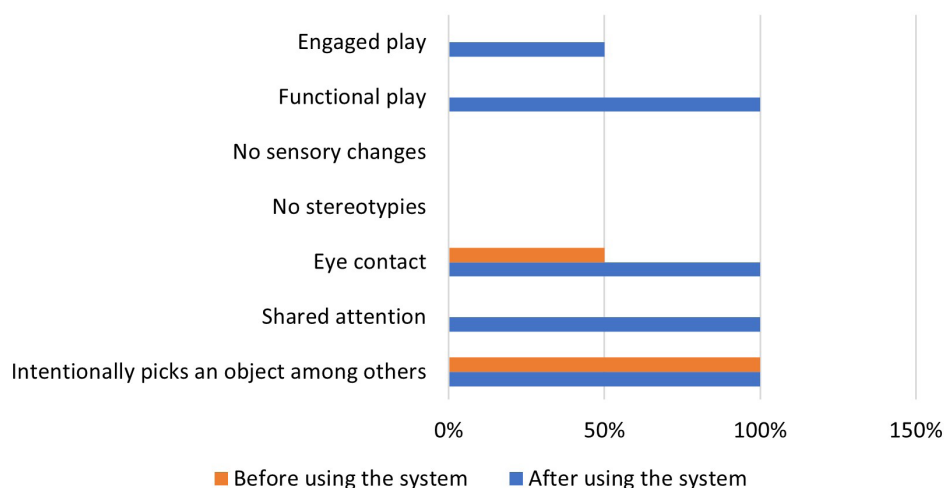 Engaged play
Functional play
No sensory changes
No stereotypies
Eye contact
Shared attention
Intentionally picks an object among others
0% 50% 100% 150%
Before using the system After using the system